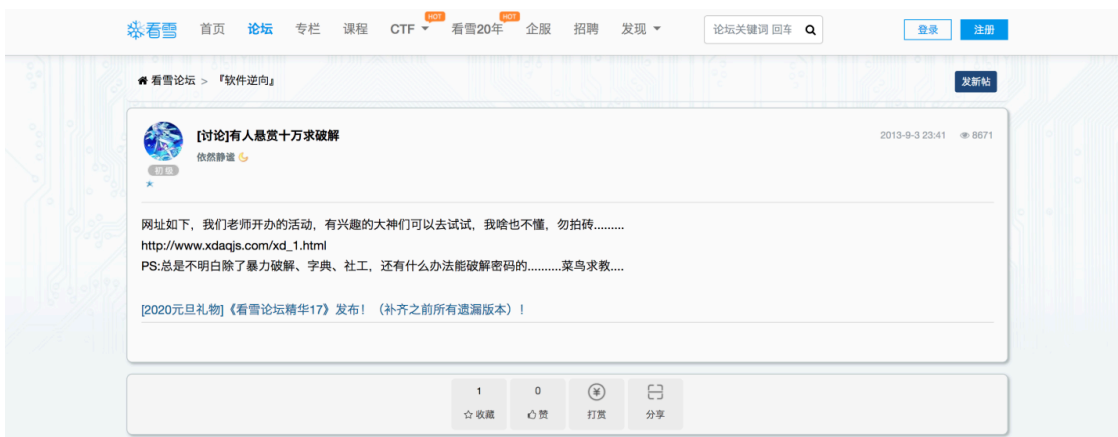 看雪 首页 论坛 专栏 课程 CTF HOT 看雪20年 HOT 企服 招聘 发现 论坛关键词 回车 登录 注册
看雪论坛 > 『软件逆向』 发新帖
[讨论]有人悬赏十万求破解 2013-9-3 23:41 8671
依然静谧
初级
网址如下，我们老师开办的活动，有兴趣的大神们可以去试试，我啥也不懂，勿拍砖.........
http://www.xdaqjs.com/xd_1.html
PS:总是不明白除了暴力破解、字典、社工，还有什么办法能破解密码的..........菜鸟求教....
[2020元旦礼物]《看雪论坛精华17》发布！（补齐之前所有遗漏版本）！
1 0
收藏 赞 打赏 分享